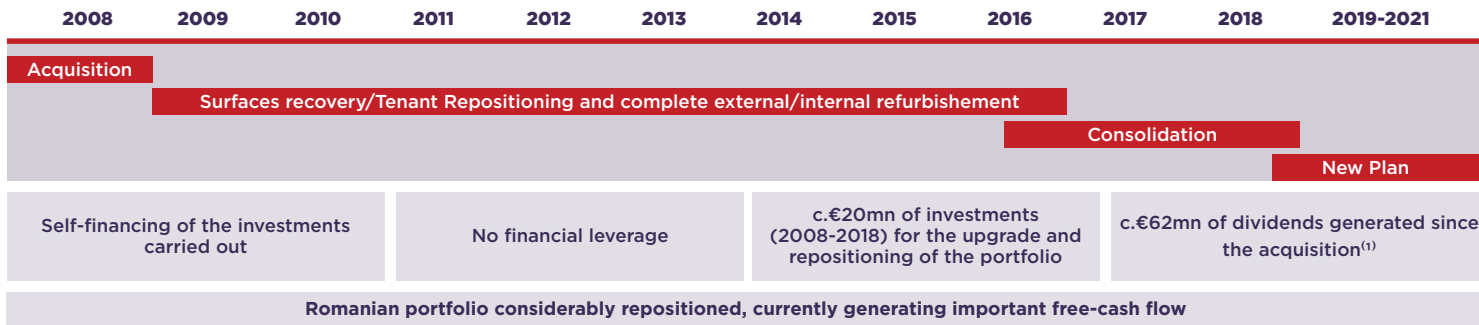 2008 2009 2010 2011 2012 2013 2014 2015 2016 2017 2018 2019-2021
Acquisition
Surfaces recovery/Tenant Repositioning and complete external/internal refurbishement
Consolidation
New Plan
Self-financing of the investments
carried out
No financial leverage
c.€20mn of investments
(2008-2018) for the upgrade and
repositioning of the portfolio
c.€62mn of dividends generated since
the acquisition⁽¹⁾
Romanian portfolio considerably repositioned, currently generating important free-cash flow